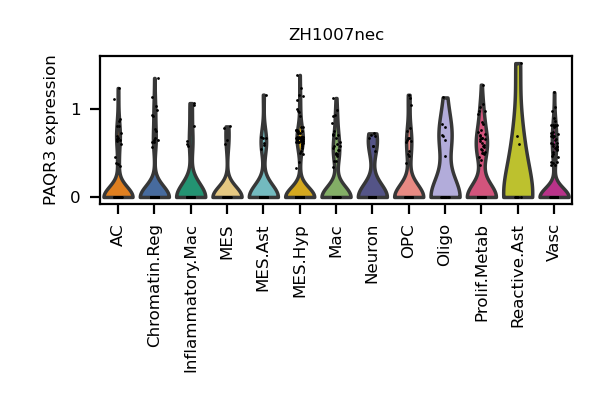 ZH1007nec
PAQR3 expression
1
0
AC
Chromatin.Reg
Inflammatory.Mac
MES
MES.Ast
MES.Hyp
Mac
Neuron
OPC
Oligo
Prolif.Metab
Reactive.Ast
Vasc